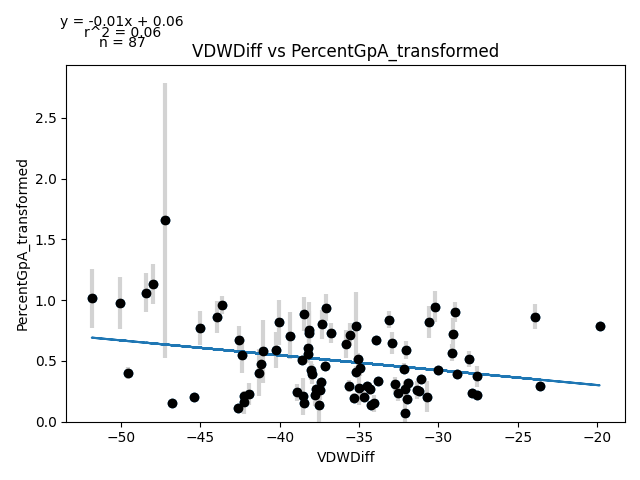 y = -0.01x + 0.06
r^2 = 0.06
n = 87
VDWDiff vs PercentGpA_transformed
PercentGpA_transformed
2.5
2.0
1.5
1.0
0.5
0.0
−50
−45
−40
−35
−30
−25
−20
VDWDiff